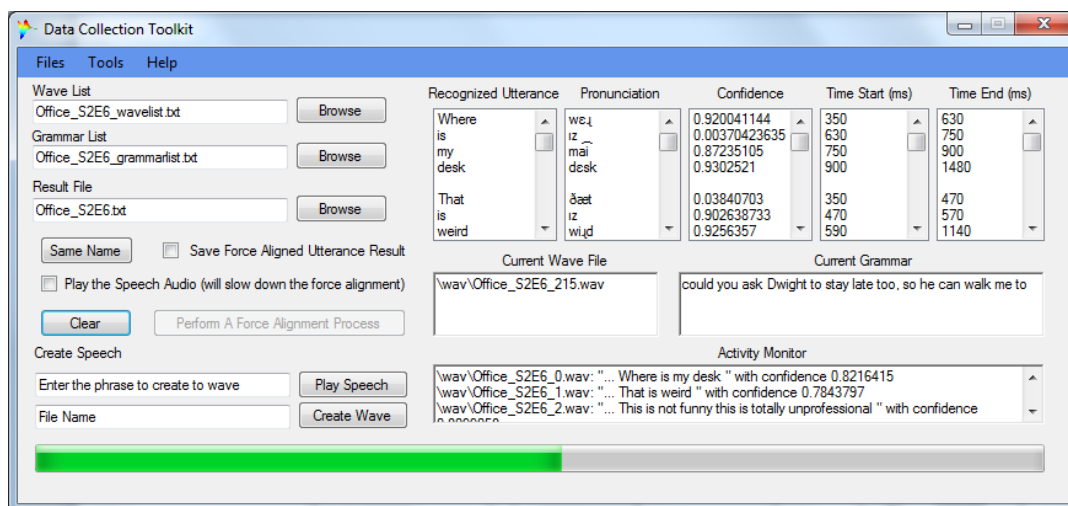 Data Collection Toolkit
Files Tools Help
Wave List
Office_S2E6_wavelist.txt
Browse
Grammar List
Office_S2E6_grammarlist.txt
Browse
Result File
Office_S2E6.txt
Browse
Same Name
Save Force Aligned Utterance Result
Play the Speech Audio (will slow down the force alignment)
Clear
Perform A Force Alignment Process
Create Speech
Enter the phrase to create to wave
Play Speech
File Name
Create Wave
Recognized Utterance Pronunciation Confidence Time Start (ms) Time End (ms)
Where wɛɹ 0.920041144 350 630
is ɪz 0.00370423635 630 750
my ma͡i 0.87235105 750 900
desk dɛsk 0.9302521 900 1480
That ðæt 0.03840703 350 470
is ɪz 0.902638733 470 570
weird wiɹd 0.9256357 590 1140
Current Wave File
\wav\Office_S2E6_215.wav
Current Grammar
could you ask Dwight to stay late too, so he can walk me to
Activity Monitor
\wav\Office_S2E6_0.wav: "... Where is my desk " with confidence 0.8216415
\wav\Office_S2E6_1.wav: "... That is weird " with confidence 0.7843797
\wav\Office_S2E6_2.wav: "... This is not funny this is totally unprofessional " with confidence